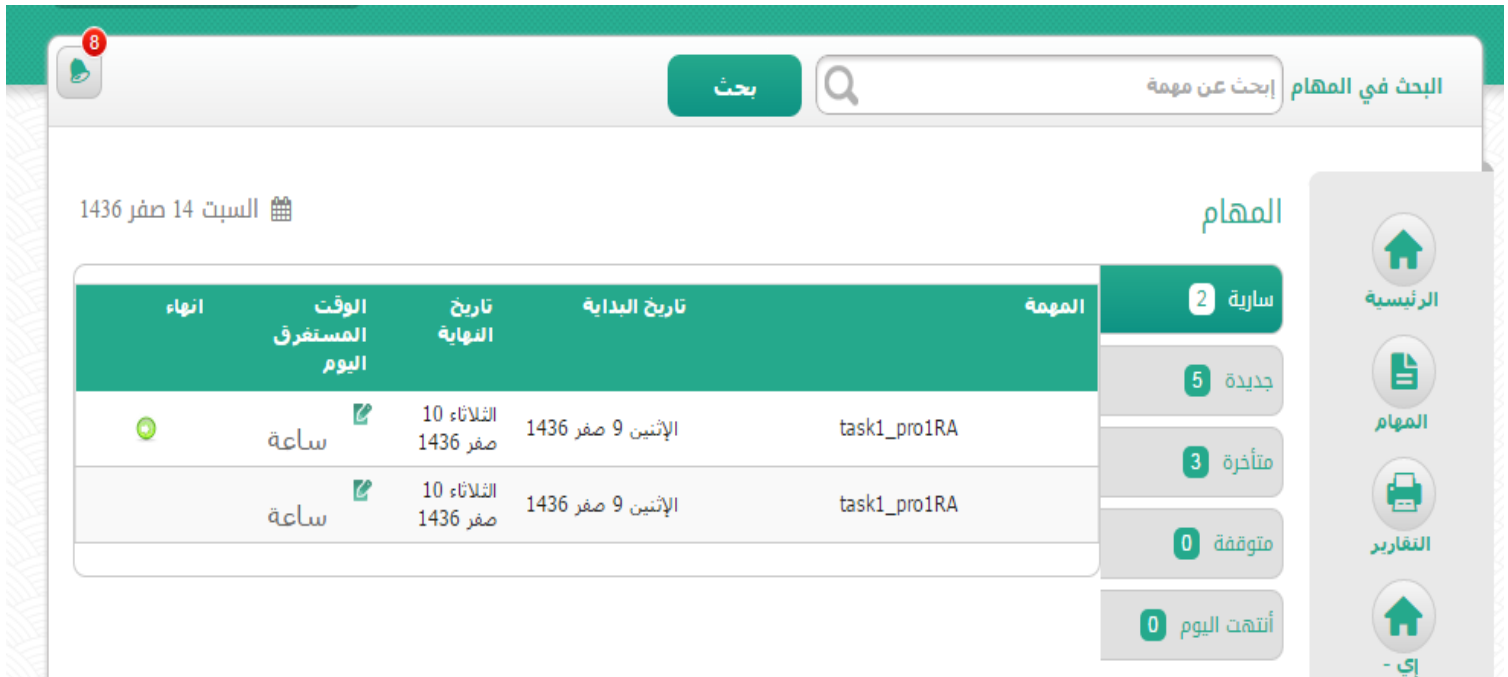 8
البحث في المهام
إبحث عن مهمة
بحث
المهام
السبت 14 صفر 1436
الرئيسية
المهام
التقارير
إي -
سارية 2
جديدة 5
متأخرة 3
متوقفة 0
أنتهت اليوم 0
المهمة
تاريخ البداية
تاريخ
النهاية
الوقت
المستغرق
اليوم
انهاء
task1_pro1RA
الإثنين 9 صفر 1436
الثلاثاء 10
صفر 1436
ساعة
task1_pro1RA
الإثنين 9 صفر 1436
الثلاثاء 10
صفر 1436
ساعة